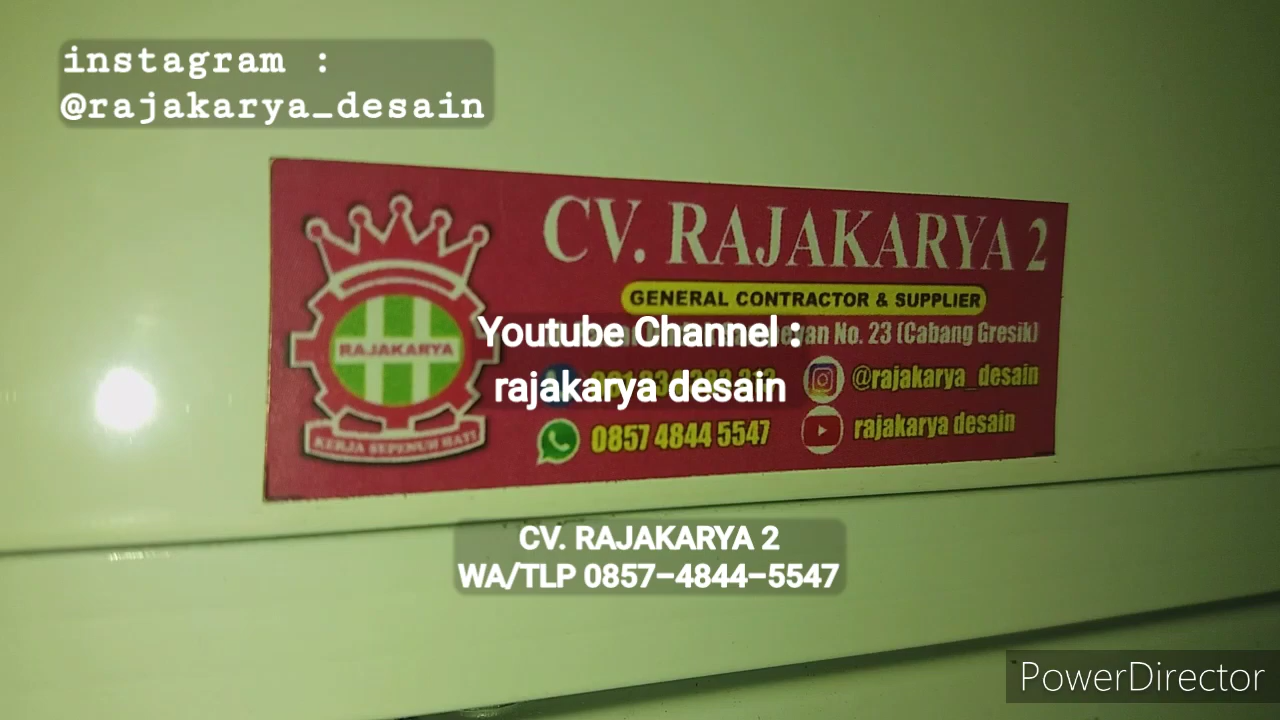 instagram :
@rajakarya_desain
CV. RAJAKARYA 2
GENERAL CONTRACTOR & SUPPLIER
No. 23 (Cabang Gresik)
RAJAKARYA
KERJA SEPENUH HATI
Youtube Channel :
rajakarya desain
@rajakarya_desain
0857 4844 5547
rajakarya desain
CV. RAJAKARYA 2
WA/TLP 0857-4844-5547
PowerDirector